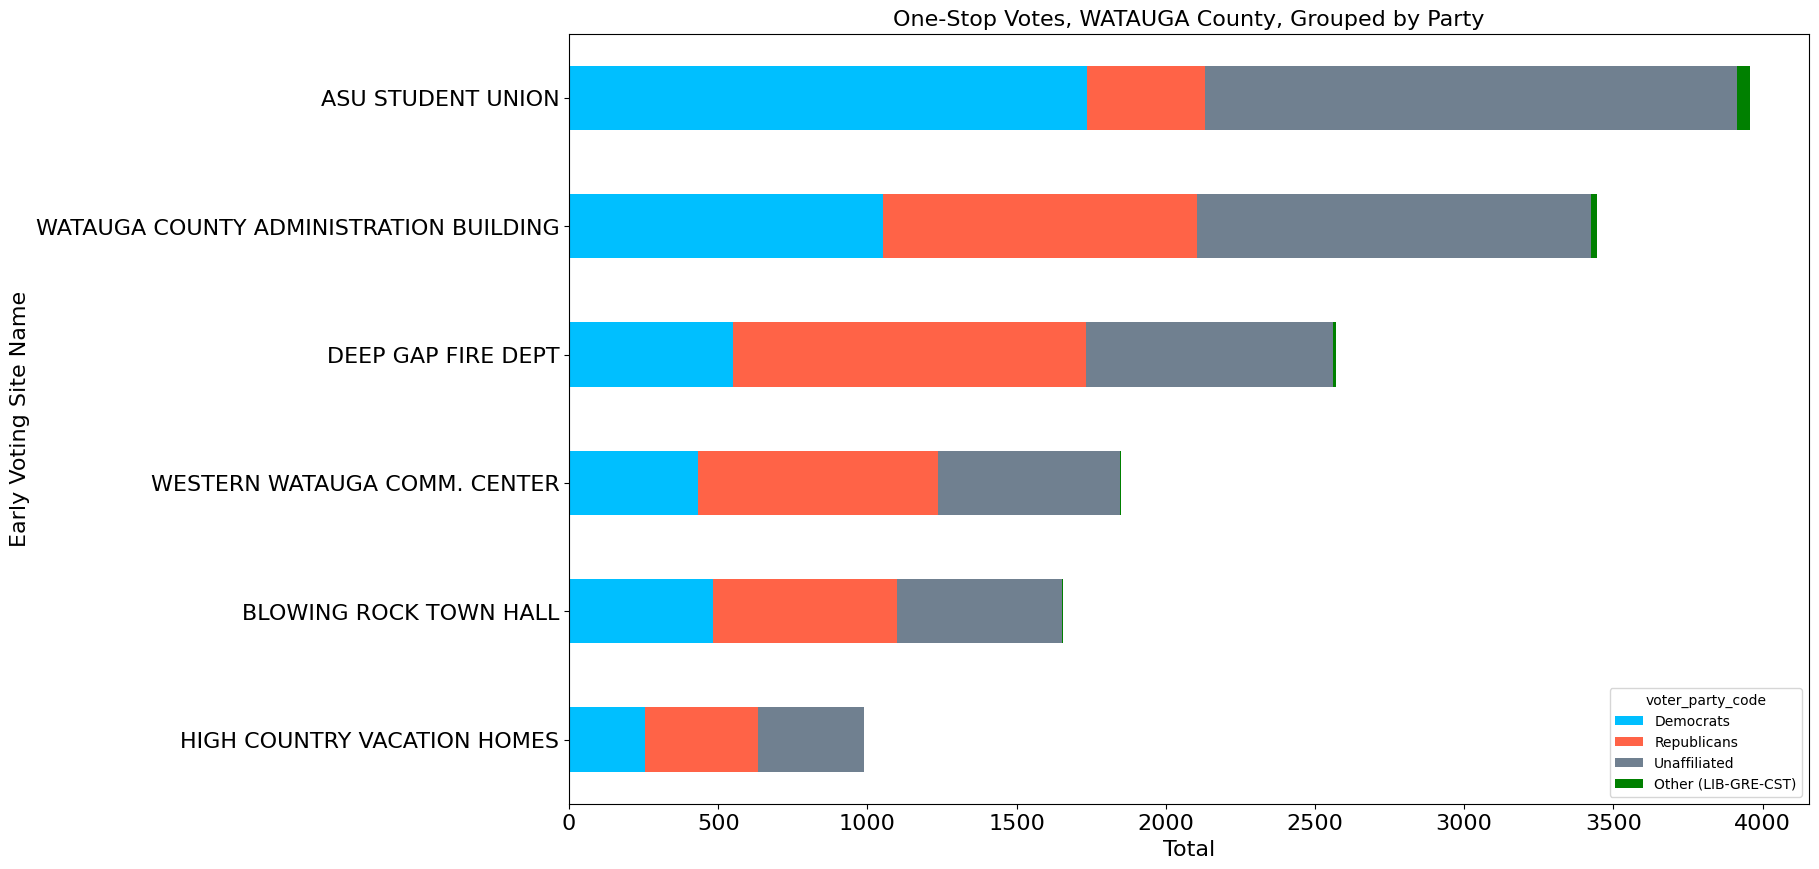 One-Stop Votes, WATAUGA County, Grouped by Party
Early Voting Site Name
ASU STUDENT UNION
WATAUGA COUNTY ADMINISTRATION BUILDING
DEEP GAP FIRE DEPT
WESTERN WATAUGA COMM. CENTER
BLOWING ROCK TOWN HALL
HIGH COUNTRY VACATION HOMES
voter_party_code
Democrats
Republicans
Unaffiliated
Other (LIB-GRE-CST)
0 500 1000 1500 2000 2500 3000 3500 4000
Total